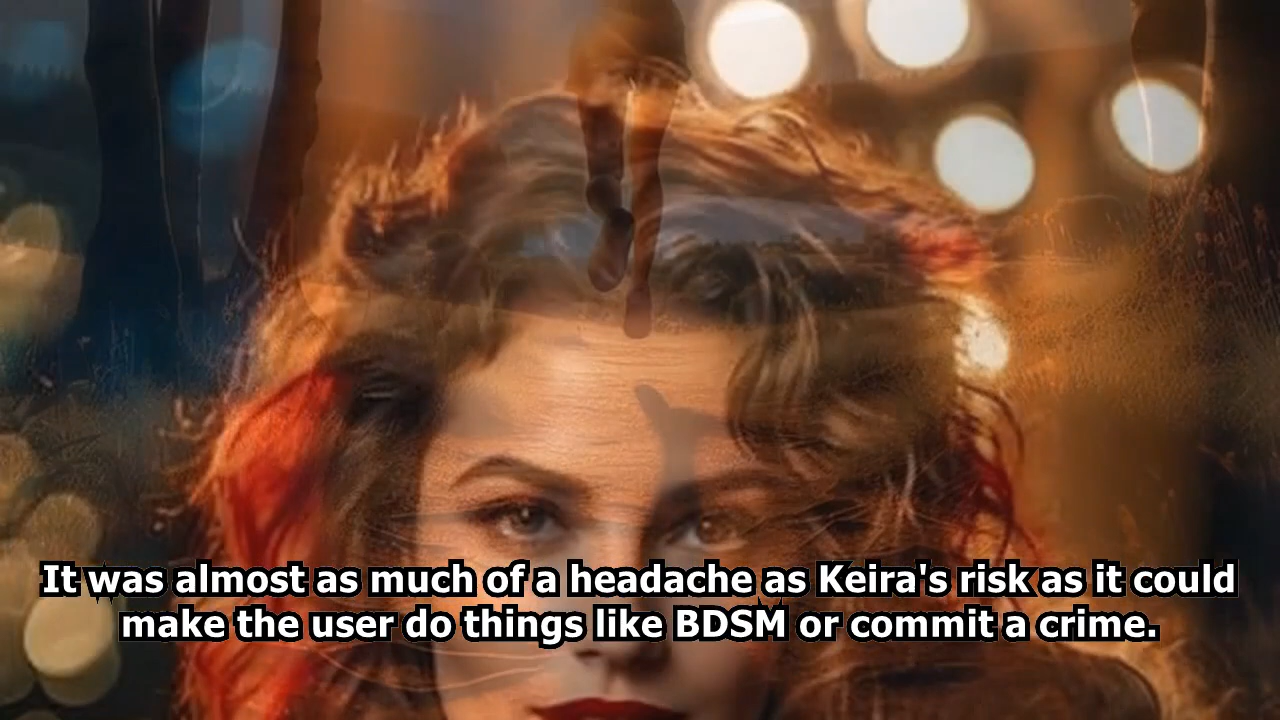 It was almost as much of a headache as Keira's risk as it could
make the user do things like BDSM or commit a crime.